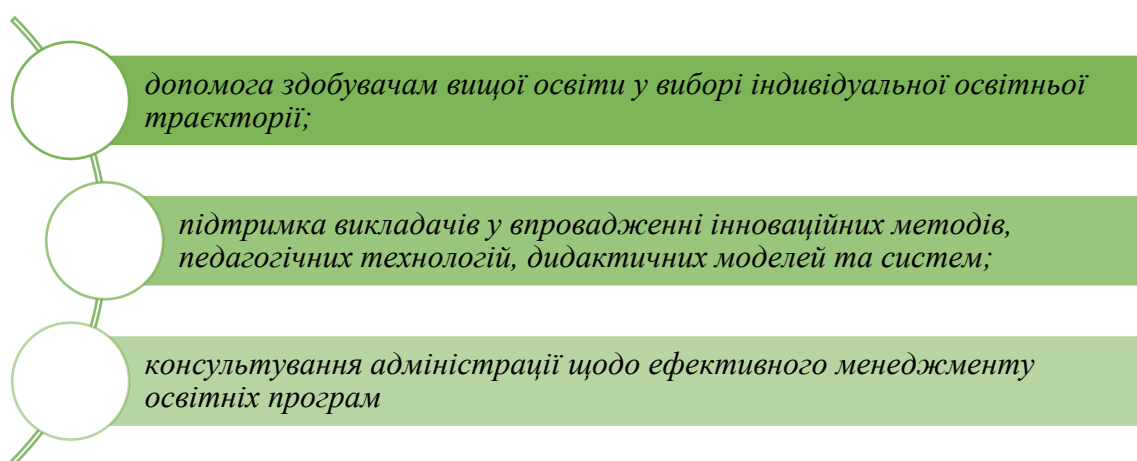 допомога здобувачам вищої освіти у виборі індивідуальної освітньої
траєкторії;
підтримка викладачів у впровадженні інноваційних методів,
педагогічних технологій, дидактичних моделей та систем;
консультування адміністрації щодо ефективного менеджменту
освітніх програм